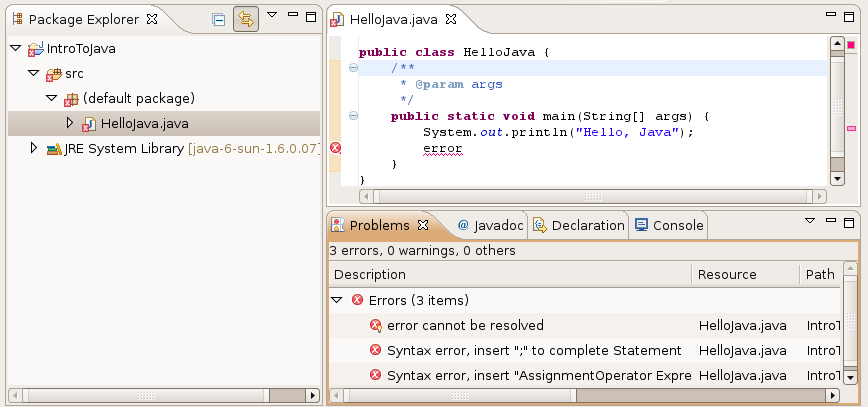 Package Explorer
IntroToJava
src
(default package)
HelloJava.java
JRE System Library [java-6-sun-1.6.0.07]
HelloJava.java
public class HelloJava {
/**
* @param args
*/
public static void main(String[] args) {
System.out.println("Hello, Java");
error
}
}
Problems @ Javadoc Declaration Console
3 errors, 0 warnings, 0 others
Description Resource Path
Errors (3 items)
error cannot be resolved HelloJava.java IntroT
Syntax error, insert ";" to complete Statement HelloJava.java IntroT
Syntax error, insert "AssignmentOperator Expre HelloJava.java IntroT